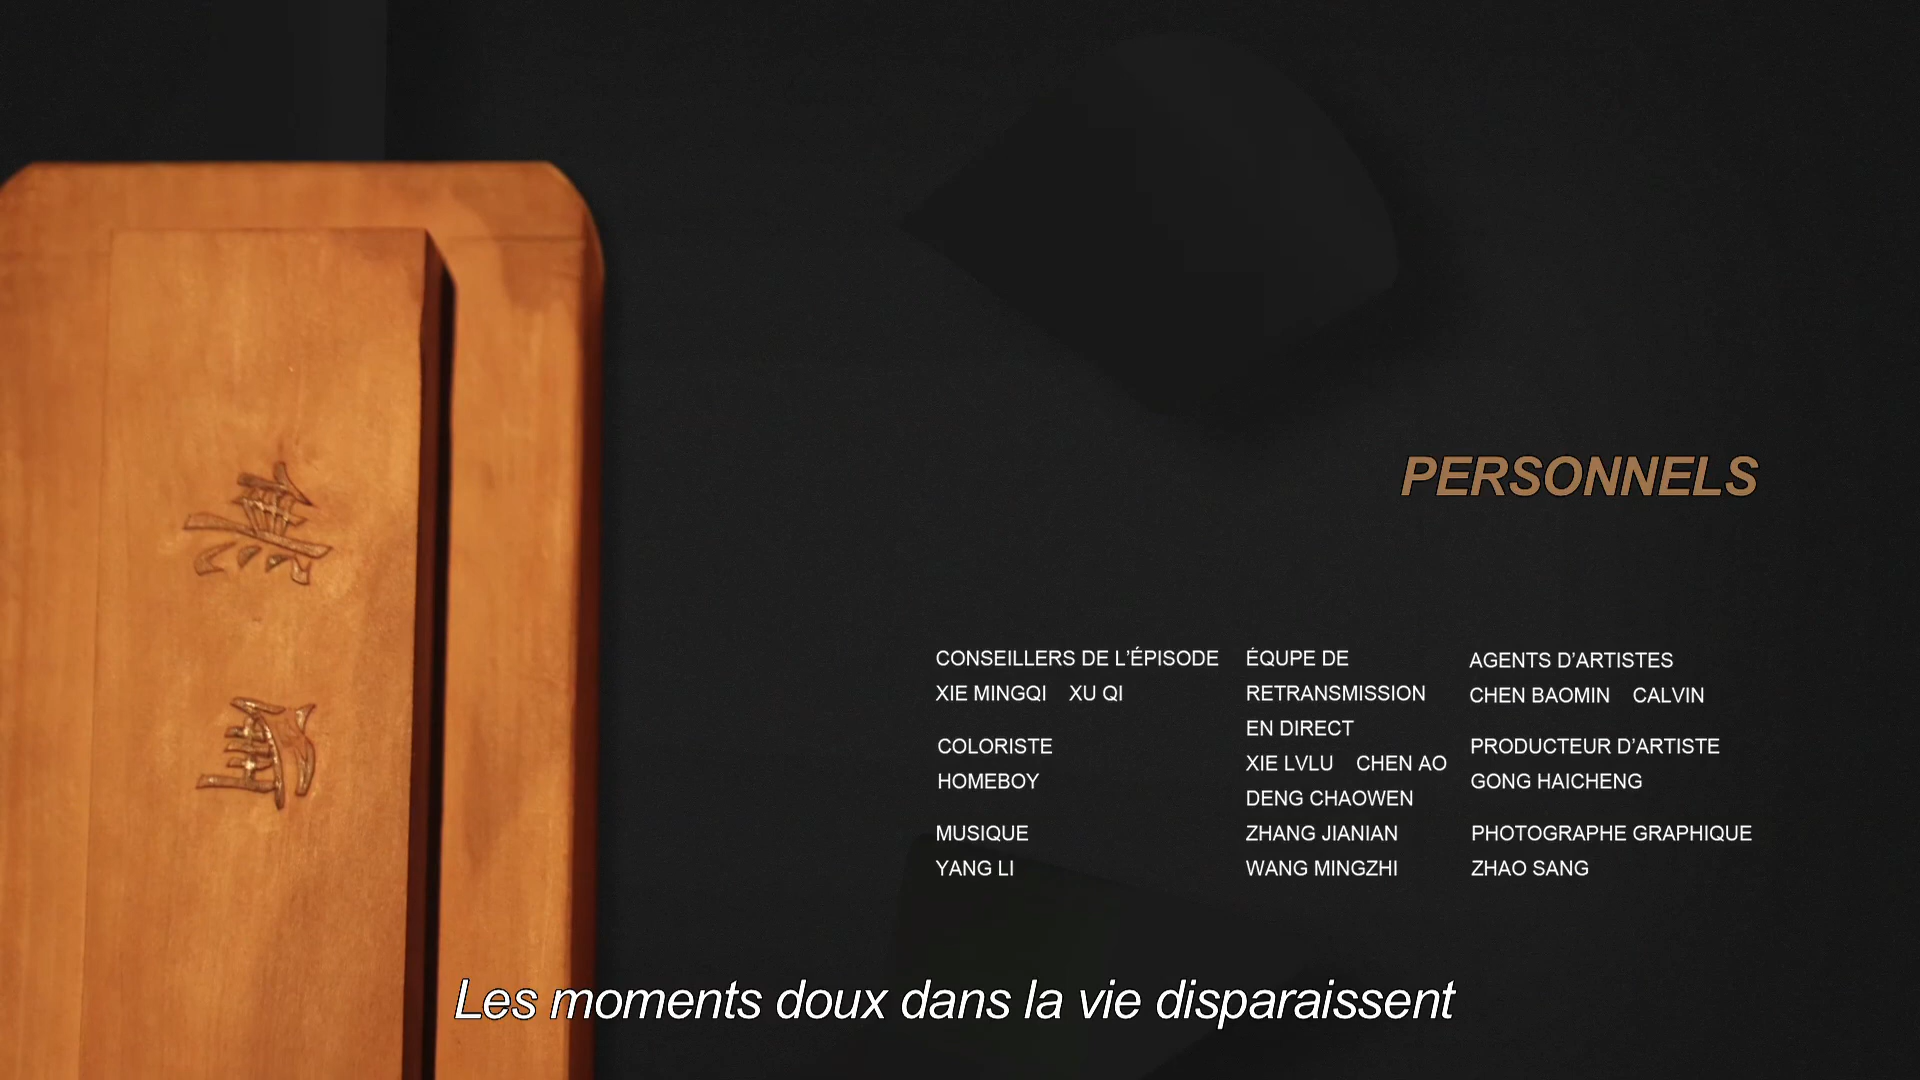 PERSONNELS
CONSEILLERS DE L’ÉPISODE
XIE MINGQI XU QI
COLORISTE
HOMEBOY
MUSIQUE
YANG LI
ÉQUPE DE
RETRANSMISSION
EN DIRECT
XIE LVLU CHEN AO
DENG CHAOWEN
ZHANG JIANIAN
WANG MINGZHI
AGENTS D’ARTISTES
CHEN BAOMIN CALVIN
PRODUCTEUR D’ARTISTE
GONG HAICHENG
PHOTOGRAPHE GRAPHIQUE
ZHAO SANG
Les moments doux dans la vie disparaissent